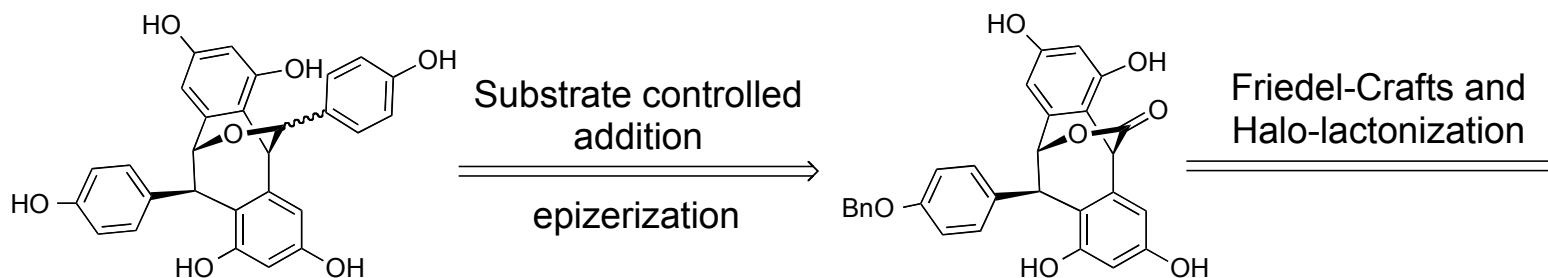 HO
OH
OH
O
HO
HO
OH
Substrate controlled
addition
epizerization
HO
OH
O
O
BnO
HO
OH
Friedel-Crafts and
Halo-lactonization